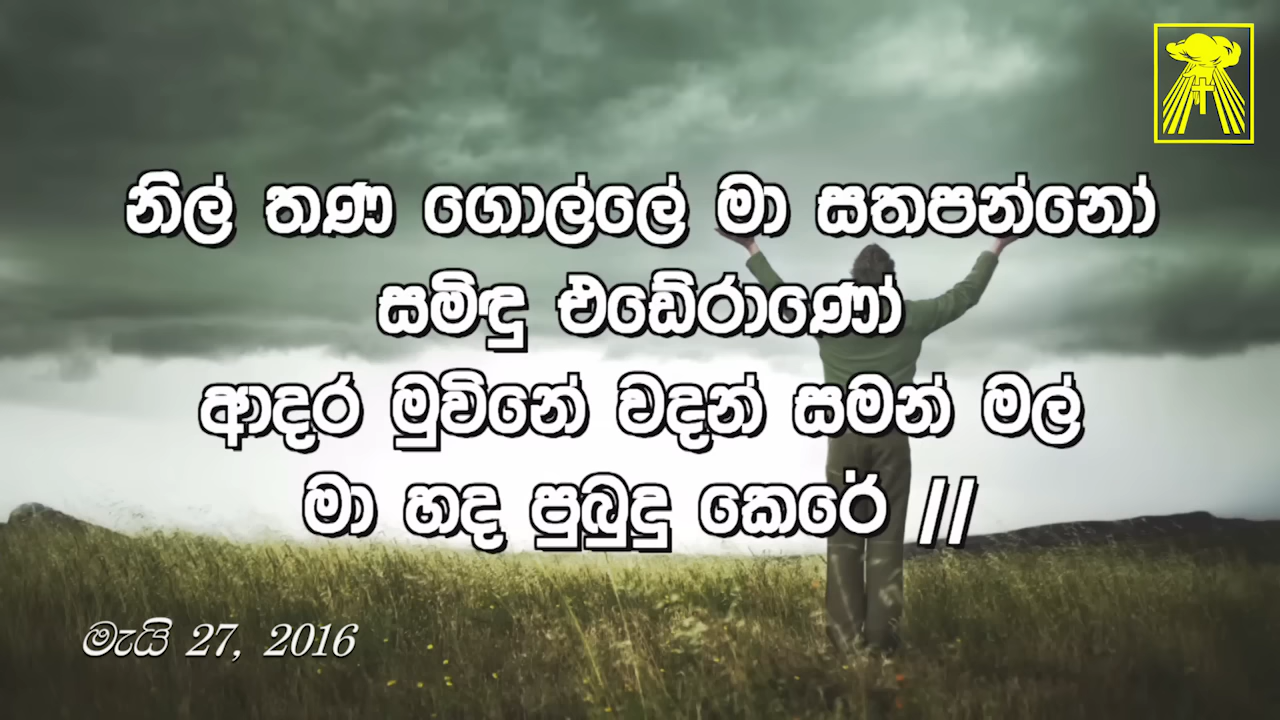 නිල් තණ ගොල්ලේ මා සතපන්නෝ
සමිඳු එඬේරාණෝ
ආදර මුවිනේ වදන් සමන් මල්
මා හද පුබුදු කෙරේ //
මැයි 27, 2016